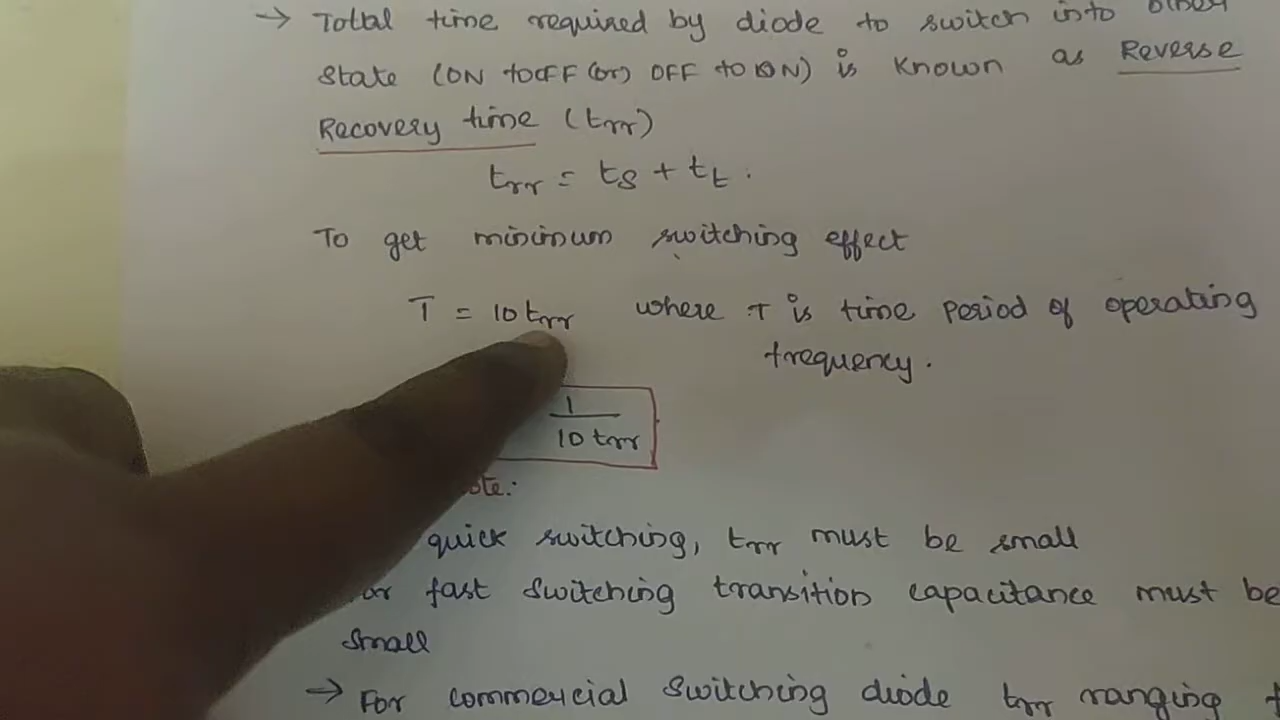 → Total time required by diode to switch into other
state (ON to OFF (or) OFF to ON) is known as Reverse
Recovery time (trr)
trr = ts + tt.
To get minimum switching effect
T = 10 trr where T is time period of operating
frequency.
1
10 trr
quick switching, trr must be small
fast switching transition capacitance must be
small
→ For commercial switching diode trr ranging